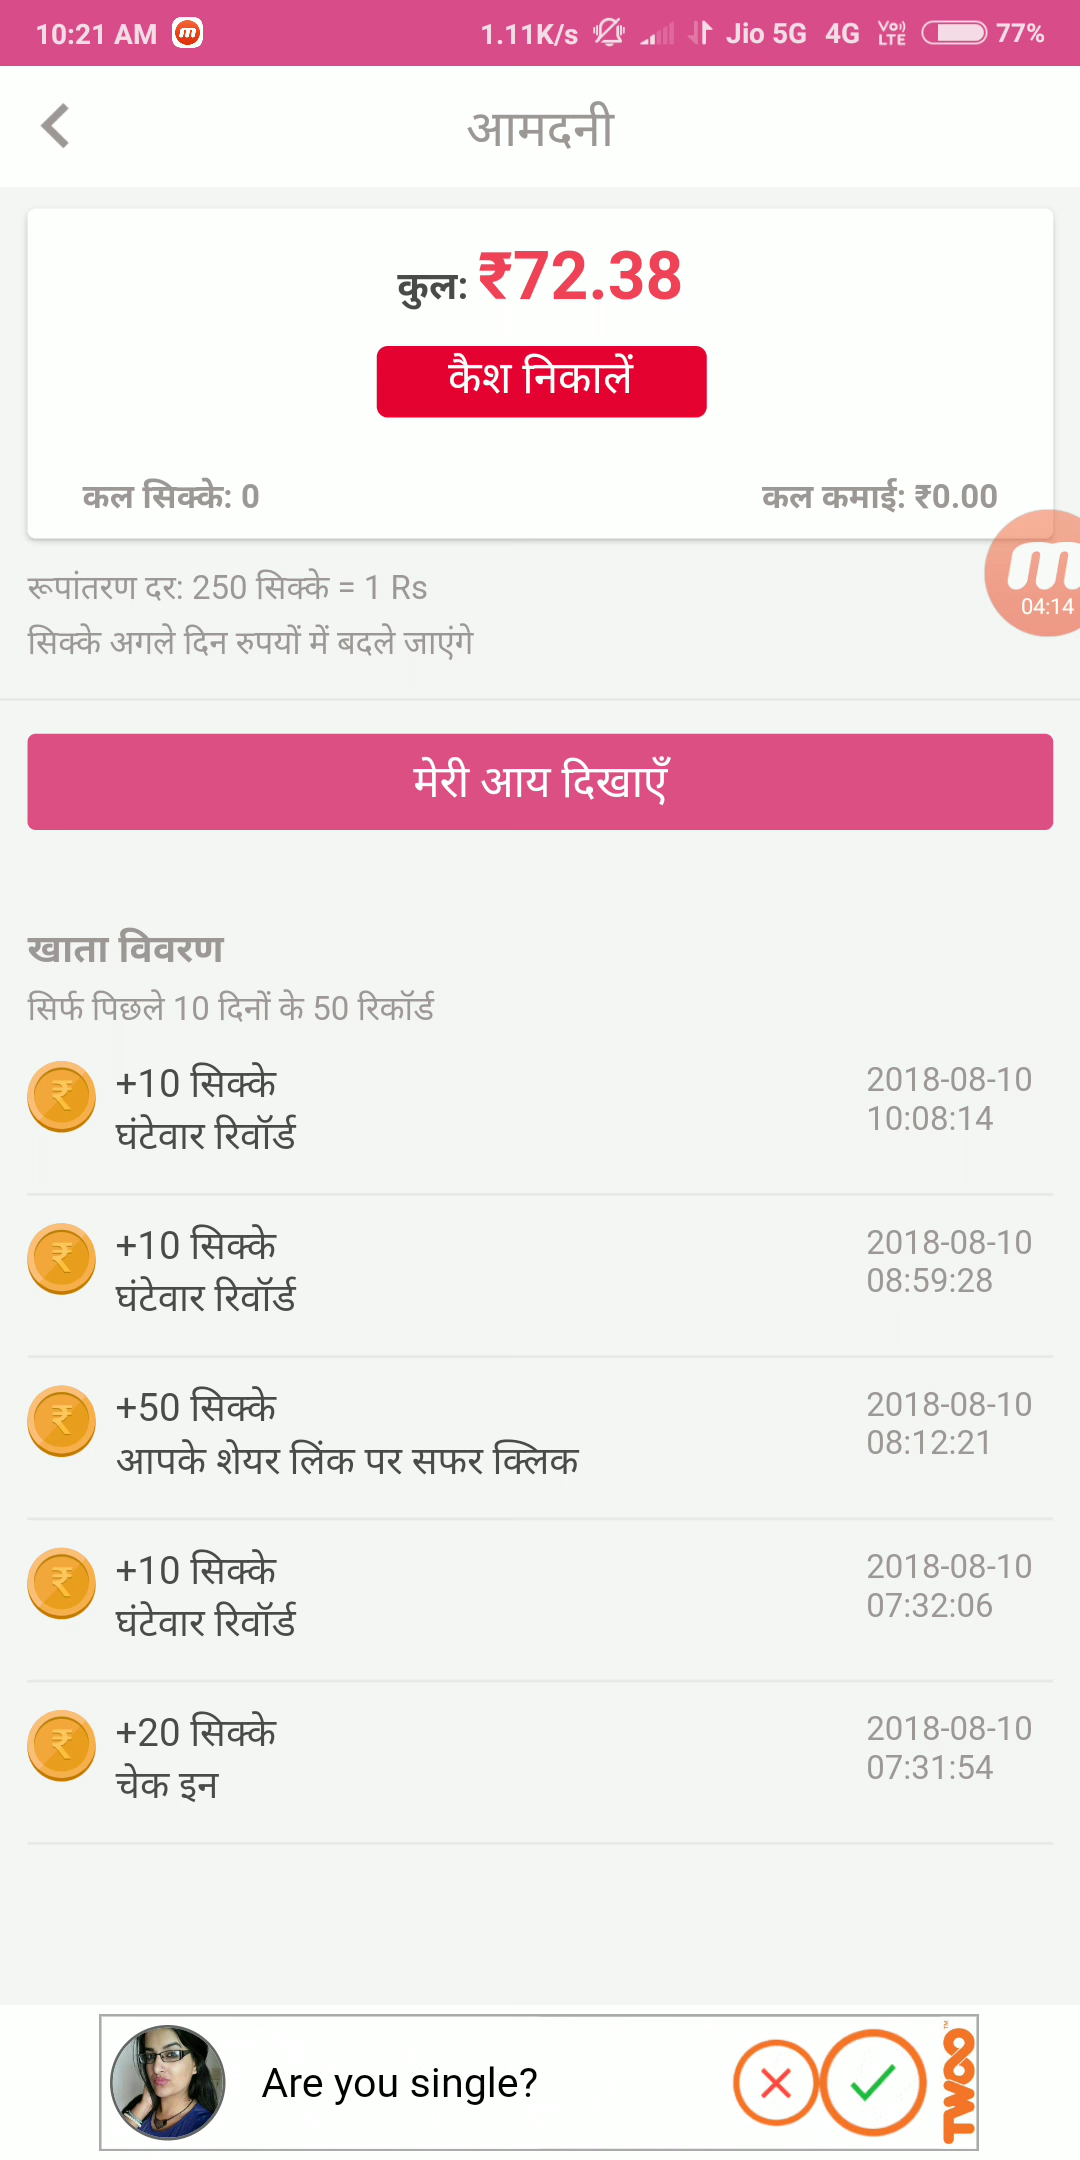 10:21 AM m 1.11K/s Jio 5G 4G VoLTE 77%
आमदनी
कुल: ₹72.38
कैश निकालें
कल सिक्के: 0 कल कमाई: ₹0.00
रूपांतरण दर: 250 सिक्के = 1 Rs
m
04:14
सिक्के अगले दिन रुपयों में बदले जाएंगे
मेरी आय दिखाएँ
खाता विवरण
सिर्फ पिछले 10 दिनों के 50 रिकॉर्ड
+10 सिक्के 2018-08-10
घंटेवार रिवॉर्ड 10:08:14
+10 सिक्के 2018-08-10
घंटेवार रिवॉर्ड 08:59:28
+50 सिक्के 2018-08-10
आपके शेयर लिंक पर सफर क्लिक 08:12:21
+10 सिक्के 2018-08-10
घंटेवार रिवॉर्ड 07:32:06
+20 सिक्के 2018-08-10
चेक इन 07:31:54
Are you single? TWOO™